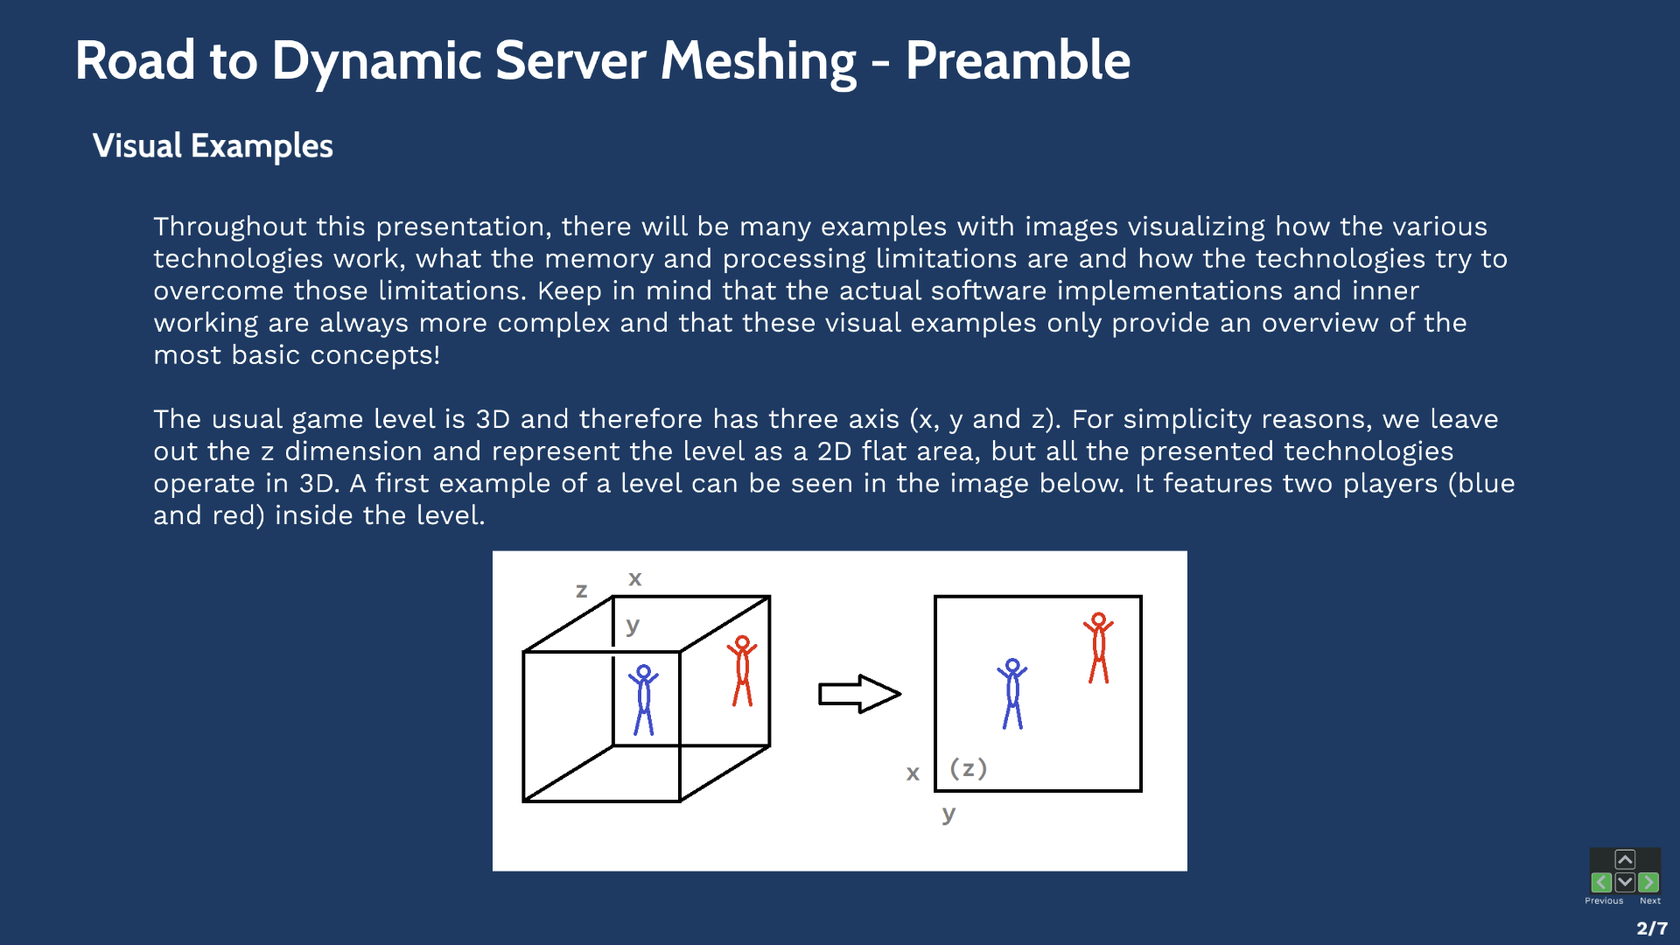 Road to Dynamic Server Meshing - Preamble
Visual Examples
Throughout this presentation, there will be many examples with images visualizing how the various
technologies work, what the memory and processing limitations are and how the technologies try to
overcome those limitations. Keep in mind that the actual software implementations and inner
working are always more complex and that these visual examples only provide an overview of the
most basic concepts!
The usual game level is 3D and therefore has three axis (x, y and z). For simplicity reasons, we leave
out the z dimension and represent the level as a 2D flat area, but all the presented technologies
operate in 3D. A first example of a level can be seen in the image below. It features two players (blue
and red) inside the level.
z x
y
x (z)
y
Previous Next
2/7